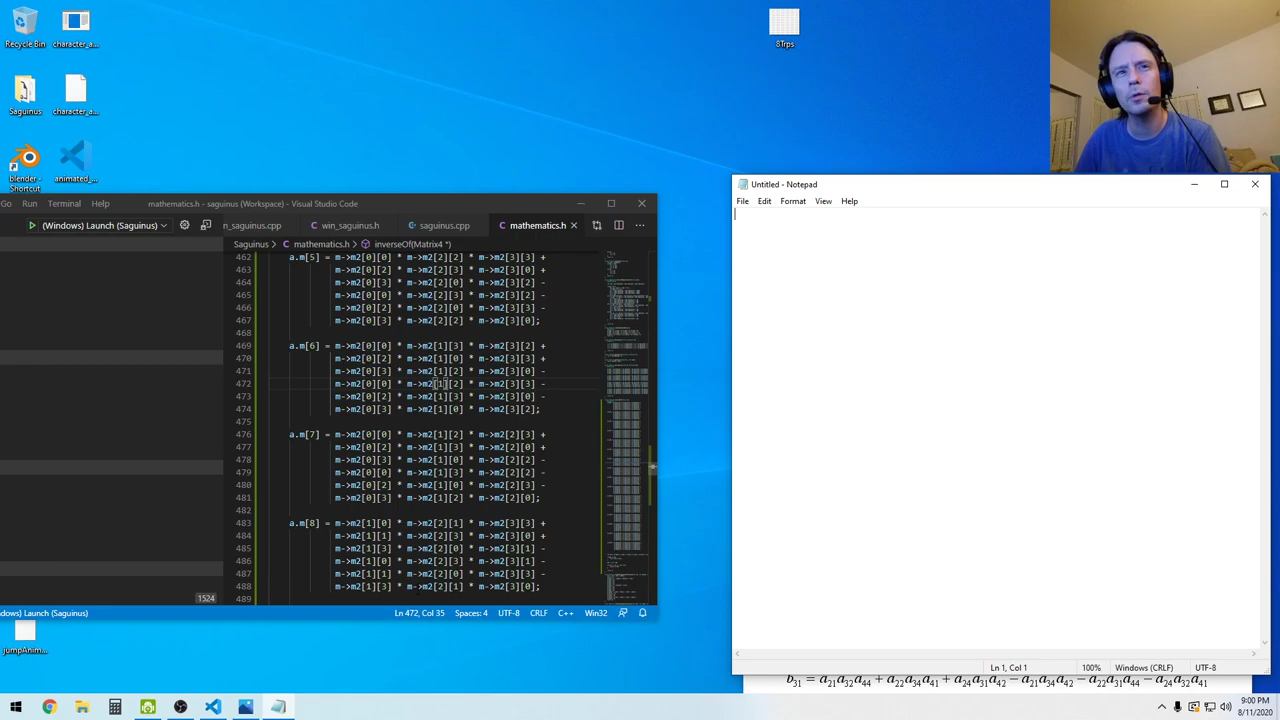 Recycle Bin
character_a...
8Trps
Saguinus
character_a...
blender - Shortcut
animated_...
jumpAnim...
Go Run Terminal Help
mathematics.h - saguinus (Workspace) - Visual Studio Code
(Windows) Launch (Saguinus)
n_saguinus.cpp
win_saguinus.h
saguinus.cpp
mathematics.h
Saguinus > mathematics.h > inverseOf(Matrix4 *)
462 a.m[5] = m->m2[0][0] * m->m2[2][2] * m->m2[3][3] +
463 m->m2[0][2] * m->m2[2][3] * m->m2[3][0] +
464 m->m2[0][3] * m->m2[2][0] * m->m2[3][2] -
465 m->m2[0][0] * m->m2[2][3] * m->m2[3][2] -
466 m->m2[0][2] * m->m2[2][0] * m->m2[3][3] -
467 m->m2[0][3] * m->m2[2][2] * m->m2[3][0];
468
469 a.m[6] = m->m2[0][0] * m->m2[1][3] * m->m2[3][2] +
470 m->m2[0][2] * m->m2[1][0] * m->m2[3][3] +
471 m->m2[0][3] * m->m2[1][2] * m->m2[3][0] -
472 m->m2[0][0] * m->m2[1][2] * m->m2[3][3] -
473 m->m2[0][2] * m->m2[1][3] * m->m2[3][0] -
474 m->m2[0][3] * m->m2[1][0] * m->m2[3][2];
475
476 a.m[7] = m->m2[0][0] * m->m2[1][2] * m->m2[2][3] +
477 m->m2[0][2] * m->m2[1][3] * m->m2[2][0] +
478 m->m2[0][3] * m->m2[1][0] * m->m2[2][2] -
479 m->m2[0][0] * m->m2[1][3] * m->m2[2][2] -
480 m->m2[0][2] * m->m2[1][0] * m->m2[2][3] -
481 m->m2[0][3] * m->m2[1][2] * m->m2[2][0];
482
483 a.m[8] = m->m2[1][0] * m->m2[2][1] * m->m2[3][3] +
484 m->m2[1][1] * m->m2[2][3] * m->m2[3][0] +
485 m->m2[1][3] * m->m2[2][0] * m->m2[3][1] -
486 m->m2[1][0] * m->m2[2][3] * m->m2[3][1] -
487 m->m2[1][1] * m->m2[2][0] * m->m2[3][3] -
488 m->m2[1][3] * m->m2[2][1] * m->m2[3][0];
489
1524
ndows) Launch (Saguinus)
Ln 472, Col 35 Spaces: 4 UTF-8 CRLF C++ Win32
Untitled - Notepad
File Edit Format View Help
Ln 1, Col 1 100% Windows (CRLF) UTF-8
b31 = a21a32a44 + a22a34a41 + a24a31a42 − a21a34a42 − a22a31a44 − a24a32a41
9:00 PM
8/11/2020